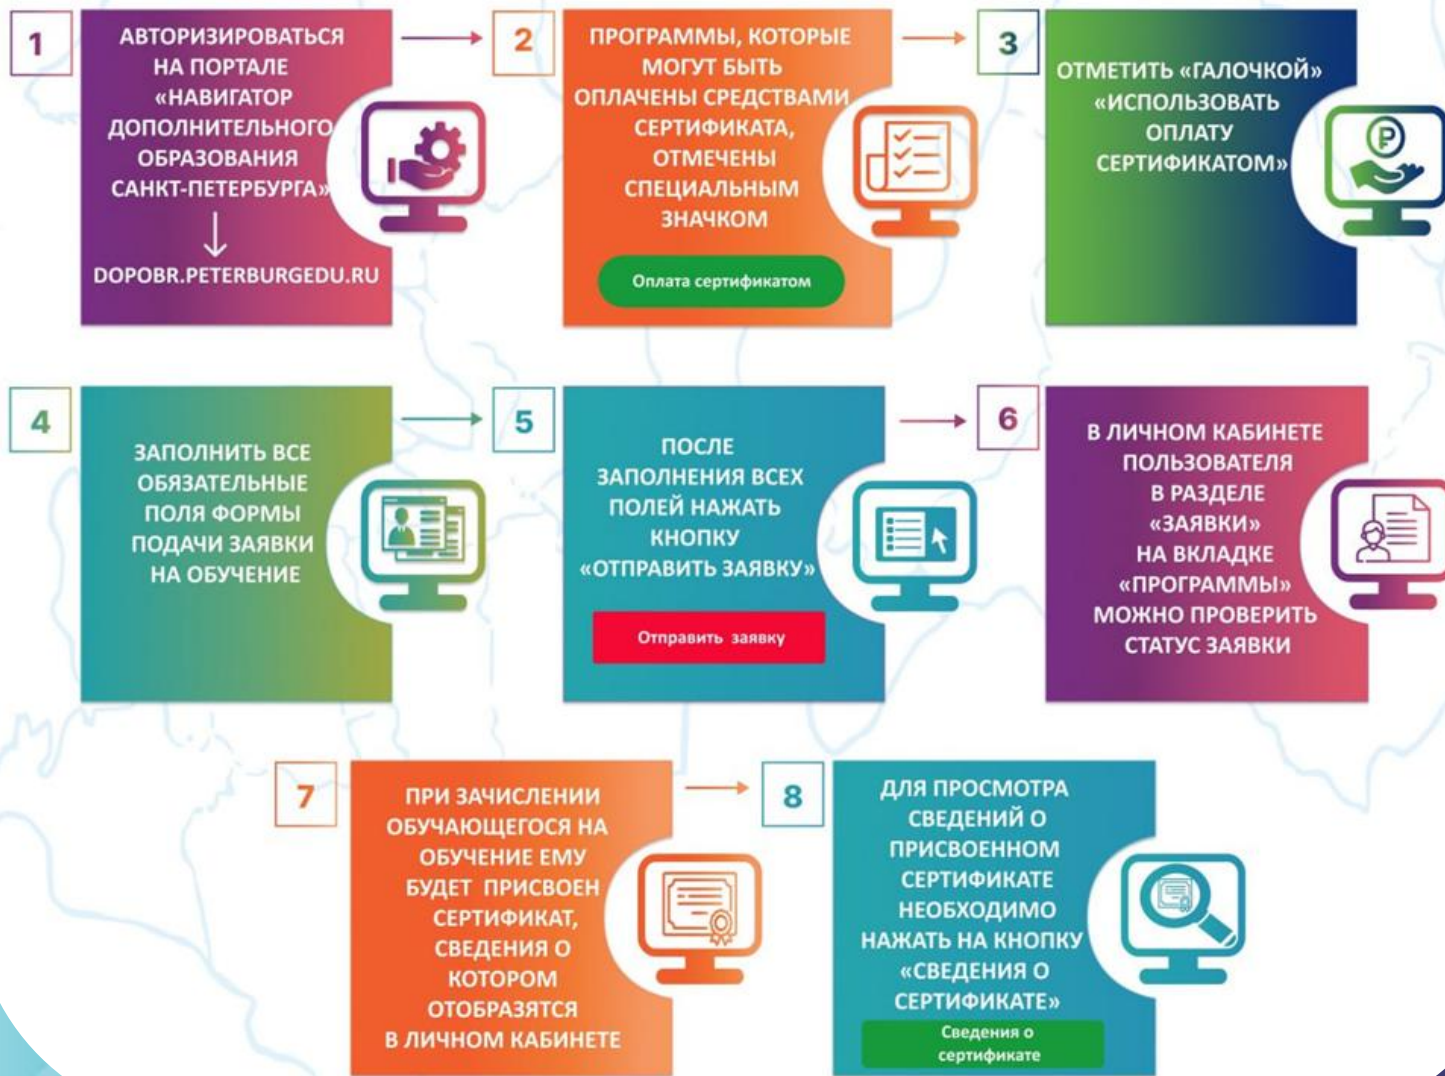 1
АВТОРИЗИРОВАТЬСЯ
НА ПОРТАЛЕ
«НАВИГАТОР
ДОПОЛНИТЕЛЬНОГО
ОБРАЗОВАНИЯ
САНКТ-ПЕТЕРБУРГА»
DOPOBR.PETERBURGEDU.RU
2
ПРОГРАММЫ, КОТОРЫЕ
МОГУТ БЫТЬ
ОПЛАЧЕНЫ СРЕДСТВАМИ
СЕРТИФИКАТА,
ОТМЕЧЕНЫ
СПЕЦИАЛЬНЫМ
ЗНАЧКОМ
Оплата сертификатом
3
ОТМЕТИТЬ «ГАЛОЧКОЙ»
«ИСПОЛЬЗОВАТЬ
ОПЛАТУ
СЕРТИФИКАТОМ»
4
ЗАПОЛНИТЬ ВСЕ
ОБЯЗАТЕЛЬНЫЕ
ПОЛЯ ФОРМЫ
ПОДАЧИ ЗАЯВКИ
НА ОБУЧЕНИЕ
5
ПОСЛЕ
ЗАПОЛНЕНИЯ ВСЕХ
ПОЛЕЙ НАЖАТЬ
КНОПКУ
«ОТПРАВИТЬ ЗАЯВКУ»
Отправить заявку
6
В ЛИЧНОМ КАБИНЕТЕ
ПОЛЬЗОВАТЕЛЯ
В РАЗДЕЛЕ
«ЗАЯВКИ»
НА ВКЛАДКЕ
«ПРОГРАММЫ»
МОЖНО ПРОВЕРИТЬ
СТАТУС ЗАЯВКИ
7
ПРИ ЗАЧИСЛЕНИИ
ОБУЧАЮЩЕГОСЯ НА
ОБУЧЕНИЕ ЕМУ
БУДЕТ ПРИСВОЕН
СЕРТИФИКАТ,
СВЕДЕНИЯ О
КОТОРОМ
ОТОБРАЗЯТСЯ
В ЛИЧНОМ КАБИНЕТЕ
8
ДЛЯ ПРОСМОТРА
СВЕДЕНИЙ О
ПРИСВОЕННОМ
СЕРТИФИКАТЕ
НЕОБХОДИМО
НАЖАТЬ НА КНОПКУ
«СВЕДЕНИЯ О
СЕРТИФИКАТЕ»
Сведения о
сертификате